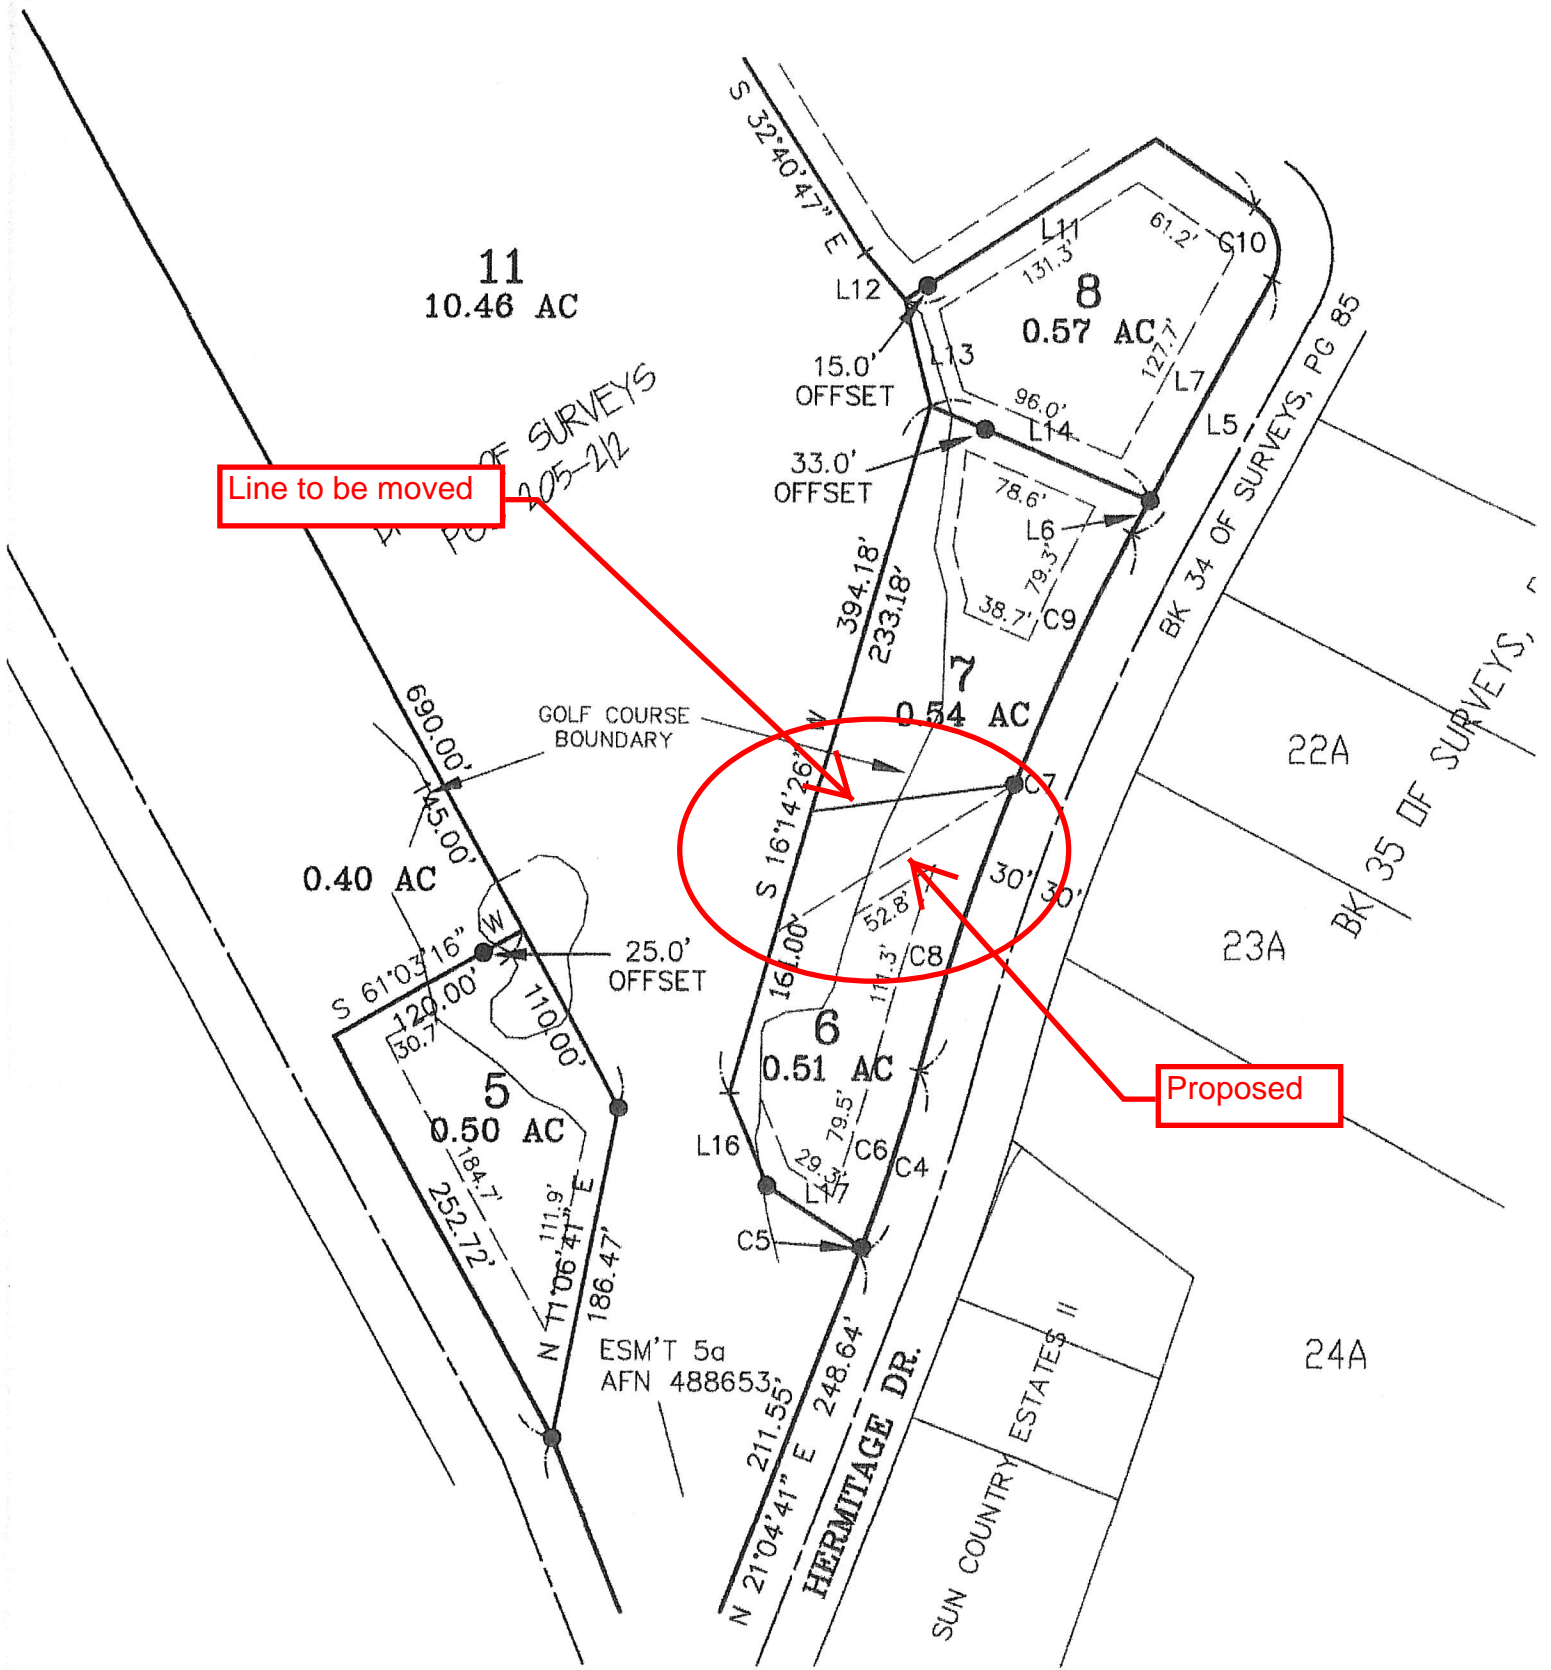 S 32°40'47" E
11
10.46 AC
L11
61.2'
C10
131.3'
8
0.57 AC
L12
L13
127.7'
L7
15.0'
OFFSET
96.0'
L14
L5
BK 34 OF SURVEYS, PG 85
OF SURVEYS
205-212
Line to be moved
33.0'
OFFSET
78.6'
L6
79.3'
38.7'
C9
394.18'
233.18'
7
0.54 AC
690.00'
GOLF COURSE
BOUNDARY
W
S 16°14'26"
C7
22A
BK 35 OF SURVEYS,
45.00'
0.40 AC
30' 30'
52.8'
W
S 61°03'16"
120.00'
25.0'
OFFSET
161.00'
111.3'
C8
23A
30.7'
110.00'
6
0.51 AC
5
0.50 AC
Proposed
79.5'
L16
C6
C4
29.3'
L17
184.7'
252.72'
111.9'
N 11°06'41" E
186.47'
C5
ESM'T 5a
AFN 488653
248.64'
211.55'
N 21°04'41" E
HERMITAGE DR.
SUN COUNTRY ESTATES II
24A